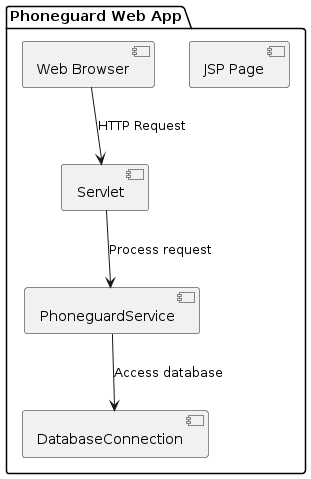 Phoneguard Web App
Web Browser
JSP Page
HTTP Request
Servlet
Process request
PhoneguardService
Access database
DatabaseConnection